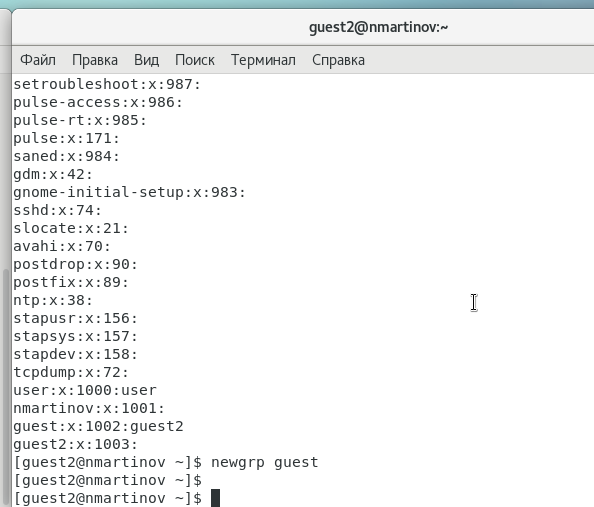 guest2@nmartinov:~
Файл Правка Вид Поиск Терминал Справка
setroubleshoot:x:987:
pulse-access:x:986:
pulse-rt:x:985:
pulse:x:171:
saned:x:984:
gdm:x:42:
gnome-initial-setup:x:983:
sshd:x:74:
slocate:x:21:
avahi:x:70:
postdrop:x:90:
postfix:x:89:
ntp:x:38:
stapusr:x:156:
stapsys:x:157:
stapdev:x:158:
tcpdump:x:72:
user:x:1000:user
nmartinov:x:1001:
guest:x:1002:guest2
guest2:x:1003:
[guest2@nmartinov ~]$ newgrp guest
[guest2@nmartinov ~]$
[guest2@nmartinov ~]$